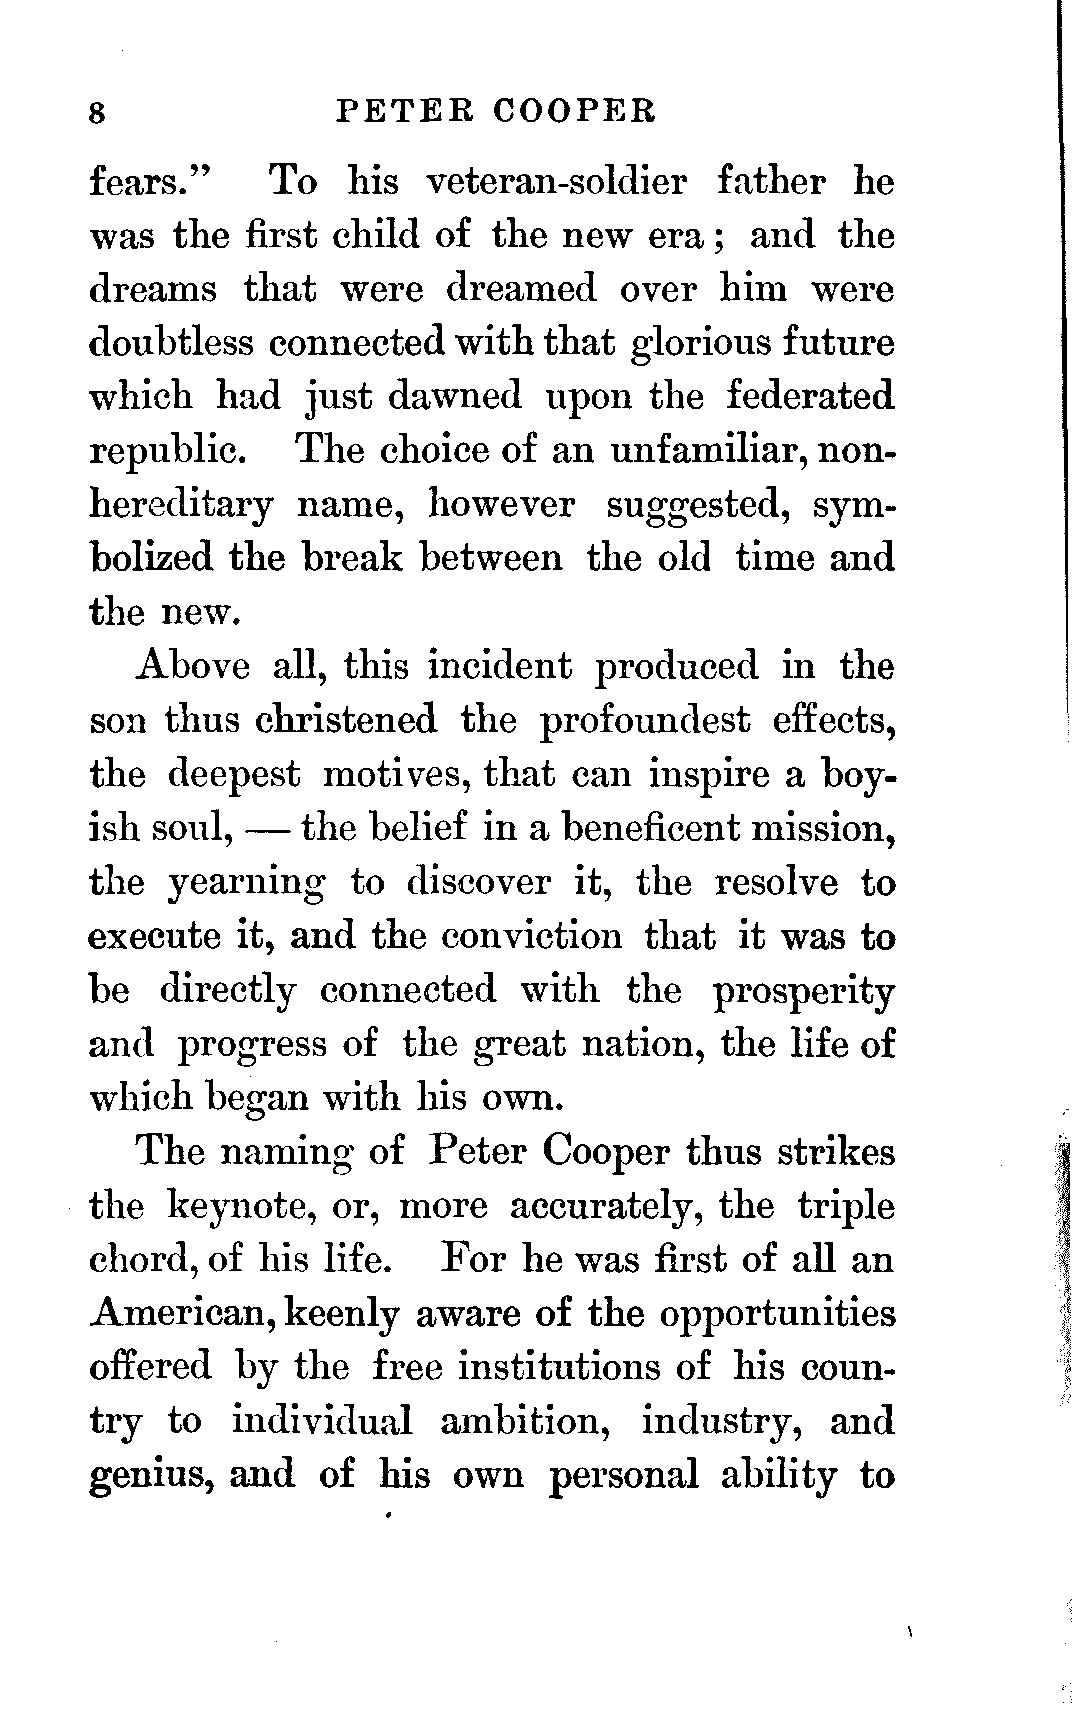 8 PETER COOPER
fears." To his veteran-soldier father he
was the first child of the new era; and the
dreams that were dreamed over him were
doubtless connected with that glorious future
which had just dawned upon the federated
republic. The choice of an unfamiliar, non-
hereditary name, however suggested, sym-
bolized the break between the old time and
the new.
Above all, this incident produced in the
son thus christened the profoundest effects,
the deepest motives, that can inspire a boy-
ish soul, — the belief in a beneficent mission,
the yearning to discover it, the resolve to
execute it, and the conviction that it was to
be directly connected with the prosperity
and progress of the great nation, the life of
which began with his own.
The naming of Peter Cooper thus strikes
the keynote, or, more accurately, the triple
chord, of his life. For he was first of all an
American, keenly aware of the opportunities
offered by the free institutions of his coun-
try to individual ambition, industry, and
genius, and of his own personal ability to